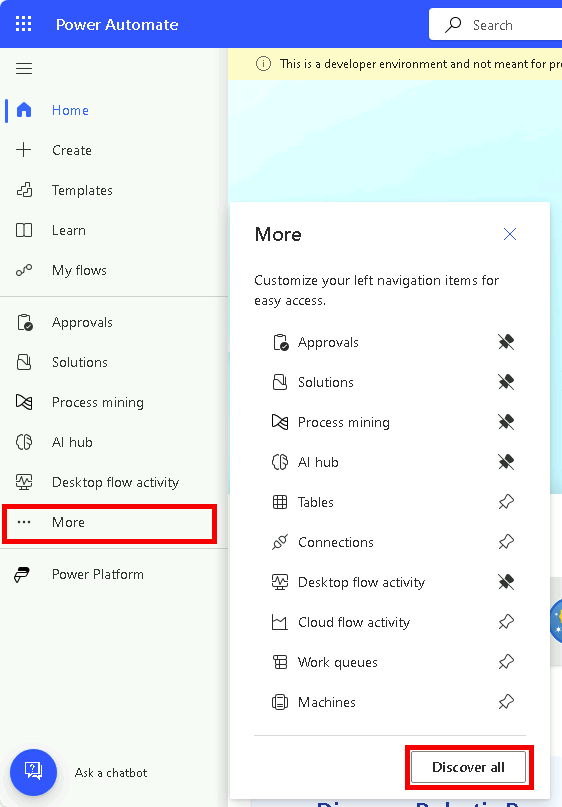 Power Automate
Search
This is a developer environment and not meant for
Home
Create
Templates
Learn
My flows
Approvals
Solutions
Process mining
AI hub
Desktop flow activity
More
Power Platform
Ask a chatbot
More
Customize your left navigation items for
easy access.
Approvals
Solutions
Process mining
AI hub
Tables
Connections
Desktop flow activity
Cloud flow activity
Work queues
Machines
Discover all